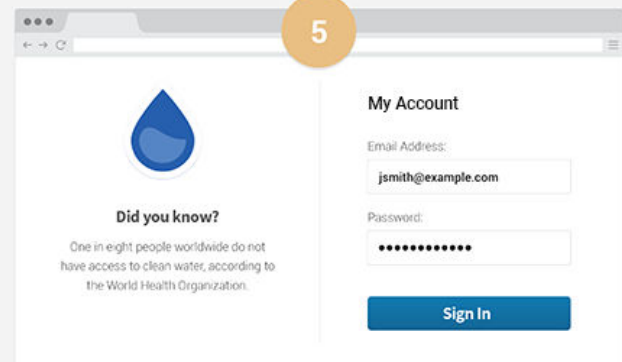 5
Did you know?
One in eight people worldwide do not
have access to clean water, according to
the World Health Organization.
My Account
Email Address:
jsmith@example.com
Password:
••••••••••••
Sign In